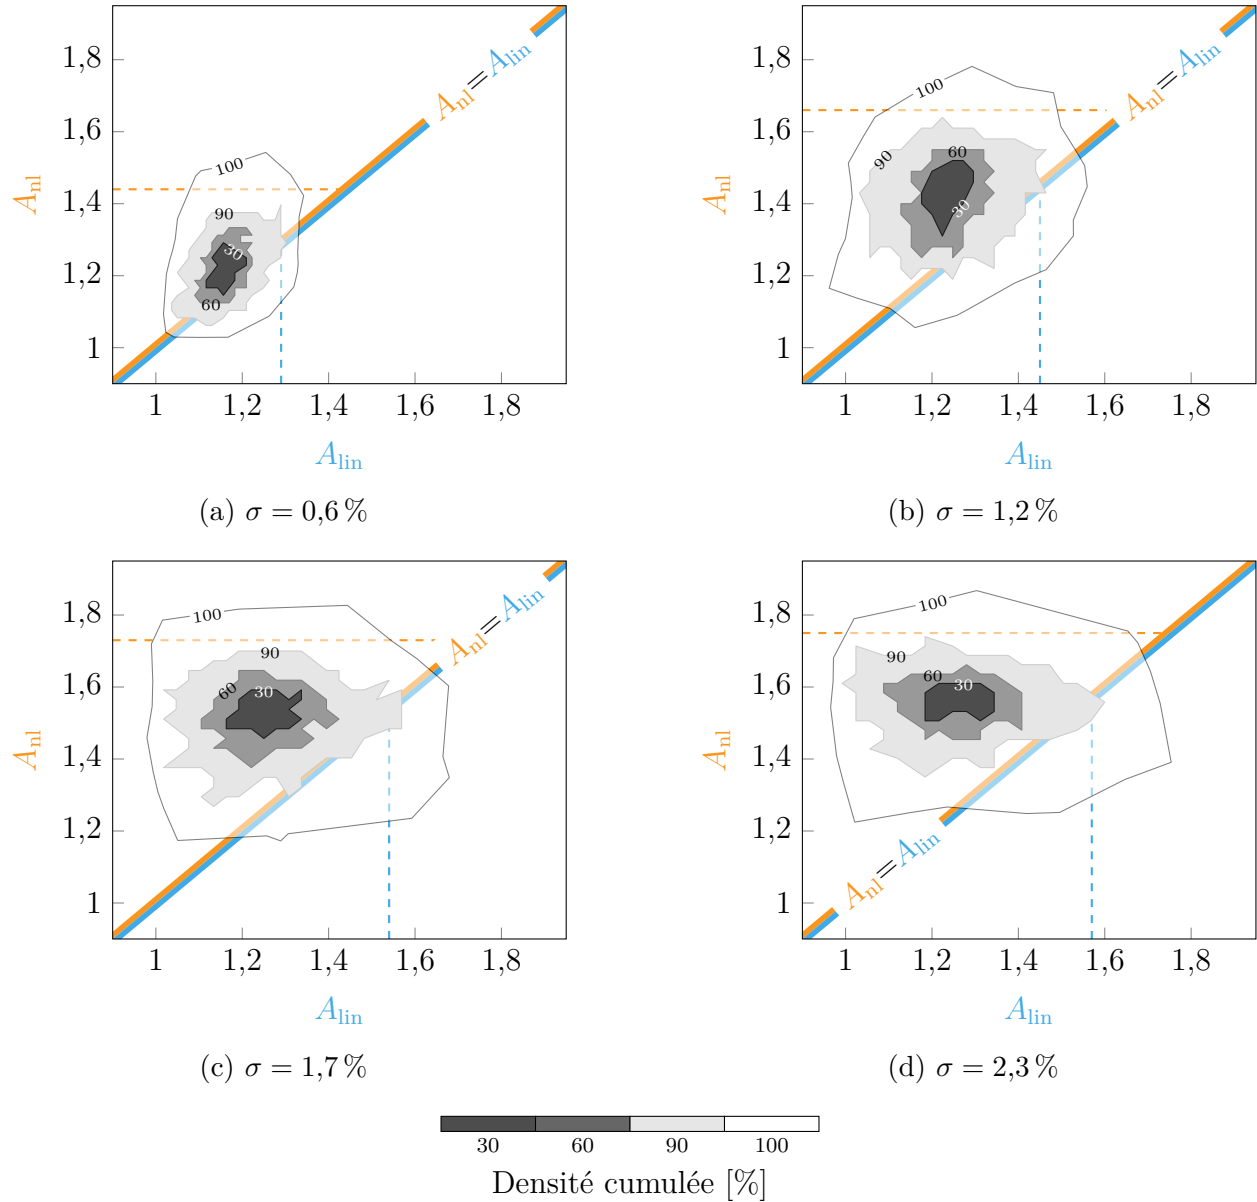 1,8
1,6
1,4
1,2
1
A_nl
100
90
30
60
A_nl = A_lin
1 1,2 1,4 1,6 1,8
A_lin
(a) σ = 0,6 %
1,8
1,6
1,4
1,2
1
A_nl
100
90
60
30
A_nl = A_lin
1 1,2 1,4 1,6 1,8
A_lin
(b) σ = 1,2 %
1,8
1,6
1,4
1,2
1
A_nl
100
90
60
30
A_nl = A_lin
1 1,2 1,4 1,6 1,8
A_lin
(c) σ = 1,7 %
1,8
1,6
1,4
1,2
1
A_nl
100
90
60
30
A_nl = A_lin
1 1,2 1,4 1,6 1,8
A_lin
(d) σ = 2,3 %
30 60 90 100
Densité cumulée [%]